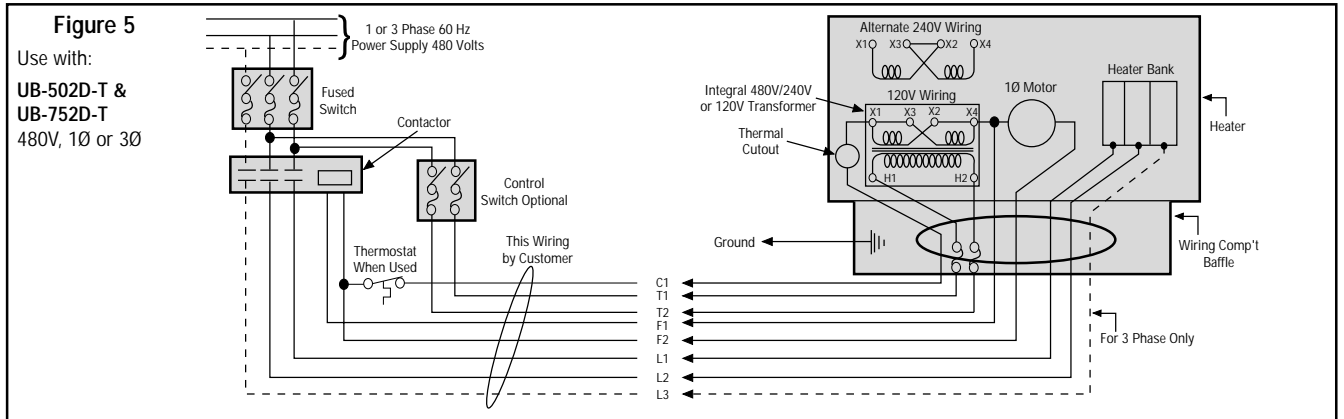 Figure 5
Use with:
UB-502D-T &
UB-752D-T
480V, 1Ø or 3Ø
1 or 3 Phase 60 Hz
Power Supply 480 Volts
Fused
Switch
Contactor
Control
Switch Optional
Thermostat
When Used
This Wiring
by Customer
Integral 480V/240V
or 120V Transformer
Thermal
Cutout
Alternate 240V Wiring
X1 X3 X2 X4
120V Wiring
X1 X3 X2 X4
H1 H2
1Ø Motor
Heater Bank
Heater
Ground
Wiring Comp't
Baffle
For 3 Phase Only
C1
T1
T2
F1
F2
L1
L2
L3